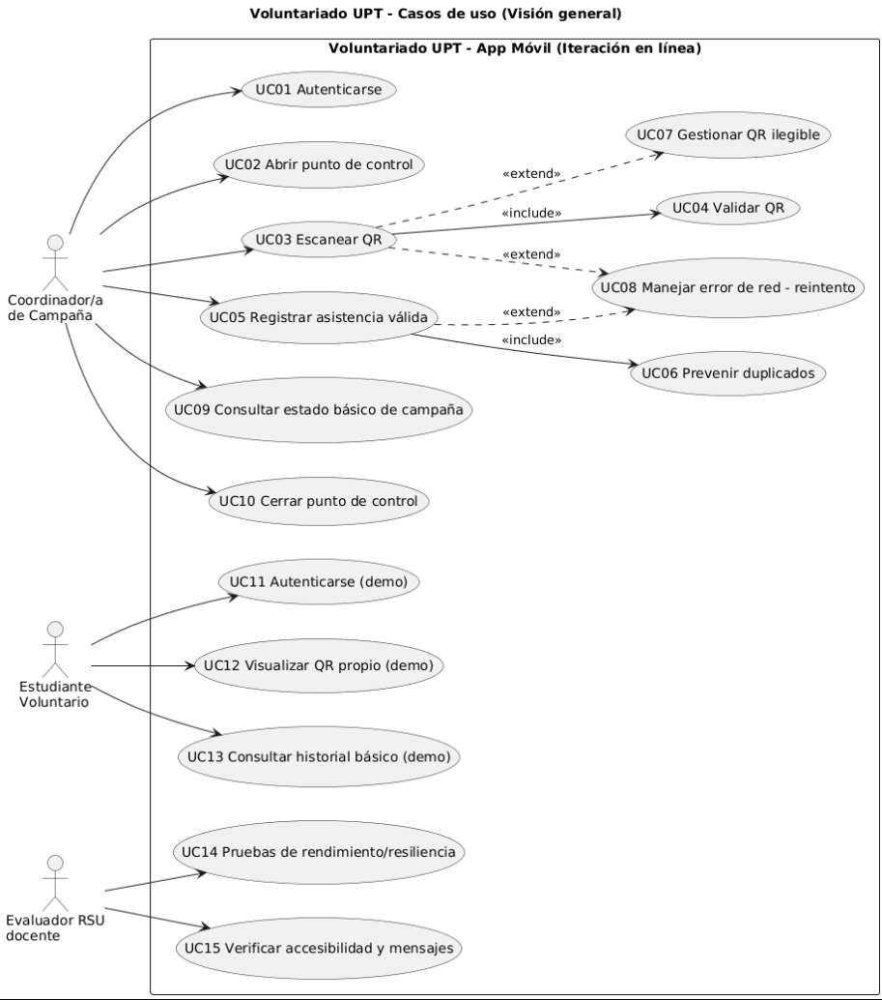 Voluntariado UPT - Casos de uso (Visión general)
Voluntariado UPT - App Móvil (Iteración en línea)
UC01 Autenticarse
UC07 Gestionar QR ilegible
UC02 Abrir punto de control
«extend»
«include»
UC04 Validar QR
UC03 Escanear QR
«extend»
UC08 Manejar error de red - reintento
Coordinador/a
de Campaña
UC05 Registrar asistencia válida
«extend»
«include»
UC06 Prevenir duplicados
UC09 Consultar estado básico de campaña
UC10 Cerrar punto de control
UC11 Autenticarse (demo)
UC12 Visualizar QR propio (demo)
Estudiante
Voluntario
UC13 Consultar historial básico (demo)
UC14 Pruebas de rendimiento/resiliencia
Evaluador RSU
docente
UC15 Verificar accesibilidad y mensajes